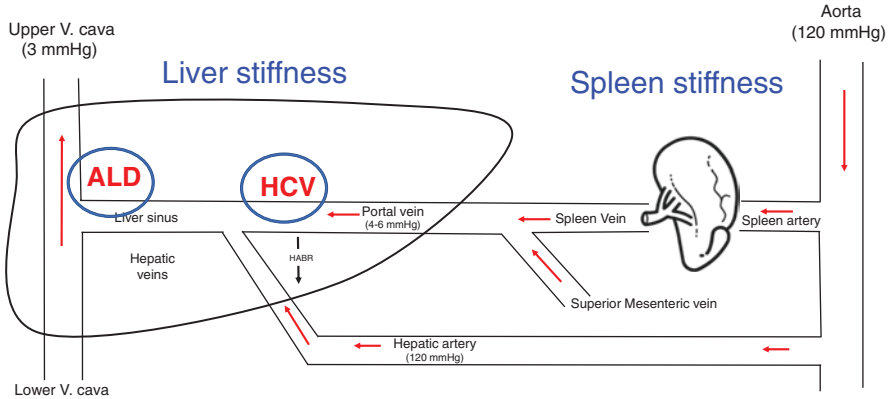 Upper V. cava
(3 mmHg)
Aorta
(120 mmHg)
Liver stiffness
Spleen stiffness
ALD
HCV
Liver sinus
Portal vein
(4-6 mmHg)
Spleen Vein
Spleen artery
Hepatic
veins
HABR
Superior Mesenteric vein
Hepatic artery
(120 mmHg)
Lower V. cava